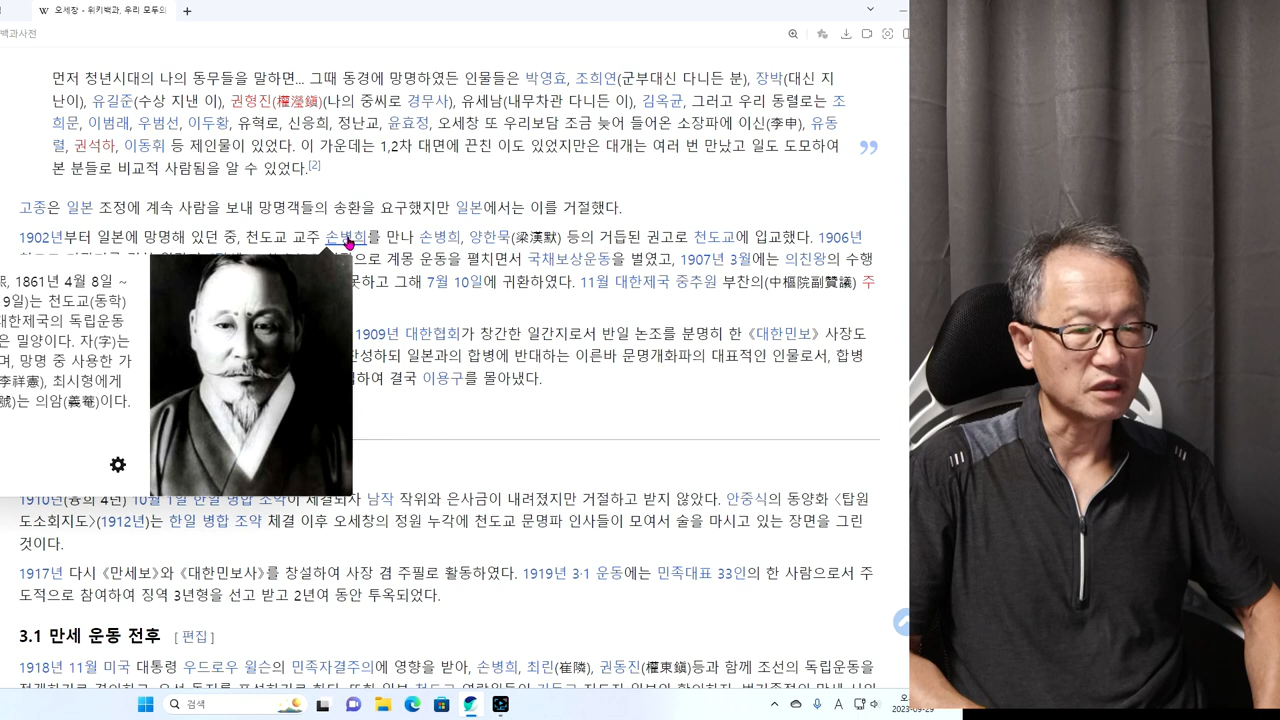 오세창 - 위키백과, 우리 모두의
백과사전
먼저 청년시대의 나의 동무들을 말하면... 그때 동경에 망명하였든 인물들은 박영효, 조희연(군부대신 다니든 분), 장박(대신 지
난이), 유길준(수상 지낸 이), 권형진(權瀅鎭)(나의 중씨로 경무사), 유세남(내무차관 다니든 이), 김옥균, 그러고 우리 동렬로는 조
희문, 이범래, 우범선, 이두황, 유혁로, 신응희, 정난교, 윤효정, 오세창 또 우리보담 조금 늦어 들어온 소장파에 이신(李申), 유동
렬, 권석하, 이동휘 등 제인물이 있었다. 이 가운데는 1,2차 대면에 끈친 이도 있었지만은 대개는 여러 번 만났고 일도 도모하여
본 분들로 비교적 사람됨을 알 수 있었다.[2]
고종은 일본 조정에 계속 사람을 보내 망명객들의 송환을 요구했지만 일본에서는 이를 거절했다.
1902년부터 일본에 망명해 있던 중, 천도교 교주 손병희를 만나 손병희, 양한묵(梁漢默) 등의 거듭된 권고로 천도교에 입교했다. 1906년
으로 계몽 운동을 펼치면서 국채보상운동을 벌였고, 1907년 3월에는 의친왕의 수행
하고 그해 7월 10일에 귀환하였다. 11월 대한제국 중추원 부찬의(中樞院副贊議) 주
1861년 4월 8일 ~
9일)는 천도교(동학)
대한제국의 독립운동
은 밀양이다. 자(字)는
며, 망명 중 사용한 가
李祥憲), 최시형에게
號)는 의암(義菴)이다.
1909년 대한협회가 창간한 일간지로서 반일 논조를 분명히 한 《대한민보》 사장도
찬성하되 일본과의 합병에 반대하는 이른바 문명개화파의 대표적인 인물로서, 합병
하여 결국 이용구를 몰아냈다.
1910년(융희 4년) 10월 1일 한일 병합 조약이 체결되자 남작 작위와 은사금이 내려졌지만 거절하고 받지 않았다. 안중식의 동양화 〈탑원
도소회지도〉(1912년)는 한일 병합 조약 체결 이후 오세창의 정원 누각에 천도교 문명파 인사들이 모여서 술을 마시고 있는 장면을 그린
것이다.
1917년 다시 《만세보》와 《대한민보사》를 창설하여 사장 겸 주필로 활동하였다. 1919년 3·1 운동에는 민족대표 33인의 한 사람으로서 주
도적으로 참여하여 징역 3년형을 선고 받고 2년여 동안 투옥되었다.
3.1 만세 운동 전후 [ 편집 ]
1918년 11월 미국 대통령 우드로우 윌슨의 민족자결주의에 영향을 받아, 손병희, 최린(崔隣), 권동진(權東鎭)등과 함께 조선의 독립운동을
검색
A
오
2023-09-29